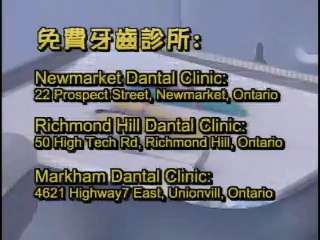 免費牙齒診所:
Newmarket Dantal Clinic:
22 Prospect Street, Newmarket, Ontario
Richmond Hill Dantal Clinic:
50 High Tech Rd, Richmond Hill, Ontario
Markham Dantal Clinic:
4621 Highway7 East, Unionvill, Ontario